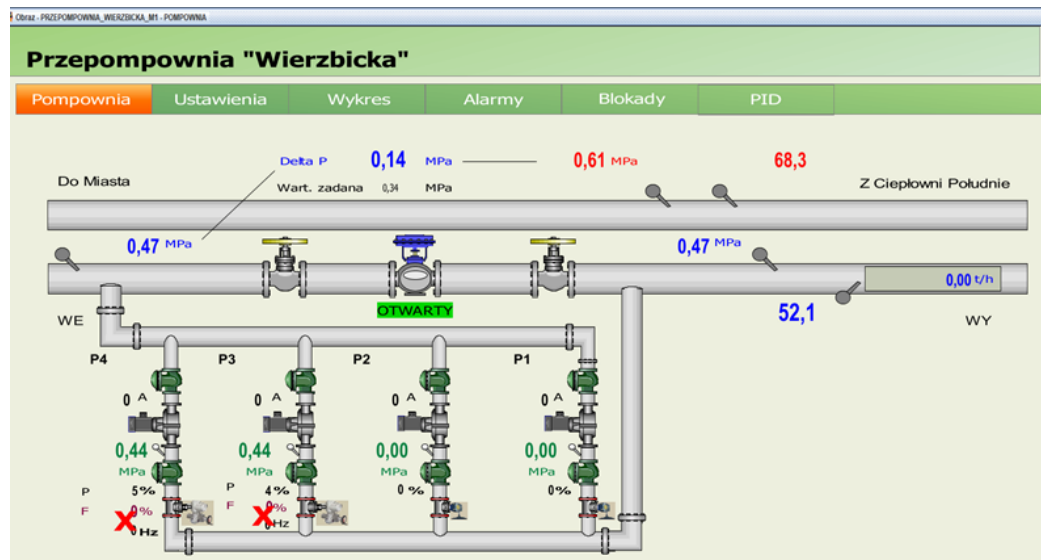 Obraz - PRZEPOMPOWNIA_WIERZBICKA_M1 - POMPOWNIA
Przepompownia "Wierzbicka"
Pompownia Ustawienia Wykres Alarmy Blokady PID
Delta P 0,14 MPa 0,61 MPa 68,3
Do Miasta Wart. zadana 0,34 MPa Z Ciepłowni Południe
0,47 MPa 0,47 MPa
0,00 t/h
OTWARTY 52,1
WE WY
P4 P3 P2 P1
0 A 0 A 0 A 0 A
0,44 0,44 0,00 0,00
MPa MPa MPa MPa
P 5% P 4% 0% 0%
F 0% F %
0 Hz Hz